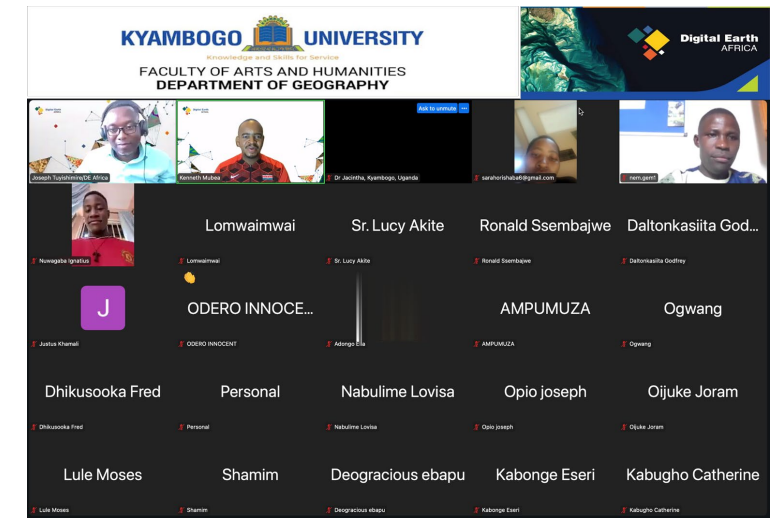 KYAMBOGO UNIVERSITY
Knowledge and Skills for Service
FACULTY OF ARTS AND HUMANITIES
DEPARTMENT OF GEOGRAPHY
Digital Earth
AFRICA
Ask to unmute ...
Joseph Tuyishimire/DE Africa
Kenneth Mubea
Dr Jacintha, Kyambogo, Uganda
sarahorishaba6@gmail.com
nem.gem1
Nuwagaba Ignatius
Lomwaimwai
Lomwaimwai
Sr. Lucy Akite
Sr. Lucy Akite
Ronald Ssembajwe
Ronald Ssembajwe
Daltonkasiita God...
Daltonkasiita Godfrey
J
Justus Khamali
ODERO INNOCE...
ODERO INNOCENT
Adongo Ella
AMPUMUZA
AMPUMUZA
Ogwang
Ogwang
Dhikusooka Fred
Dhikusooka Fred
Personal
Personal
Nabulime Lovisa
Nabulime Lovisa
Opio joseph
Opio joseph
Oijuke Joram
Oijuke Joram
Lule Moses
Lule Moses
Shamim
Shamim
Deogracious ebapu
Deogracious ebapu
Kabonge Eseri
Kabonge Eseri
Kabugho Catherine
Kabugho Catherine